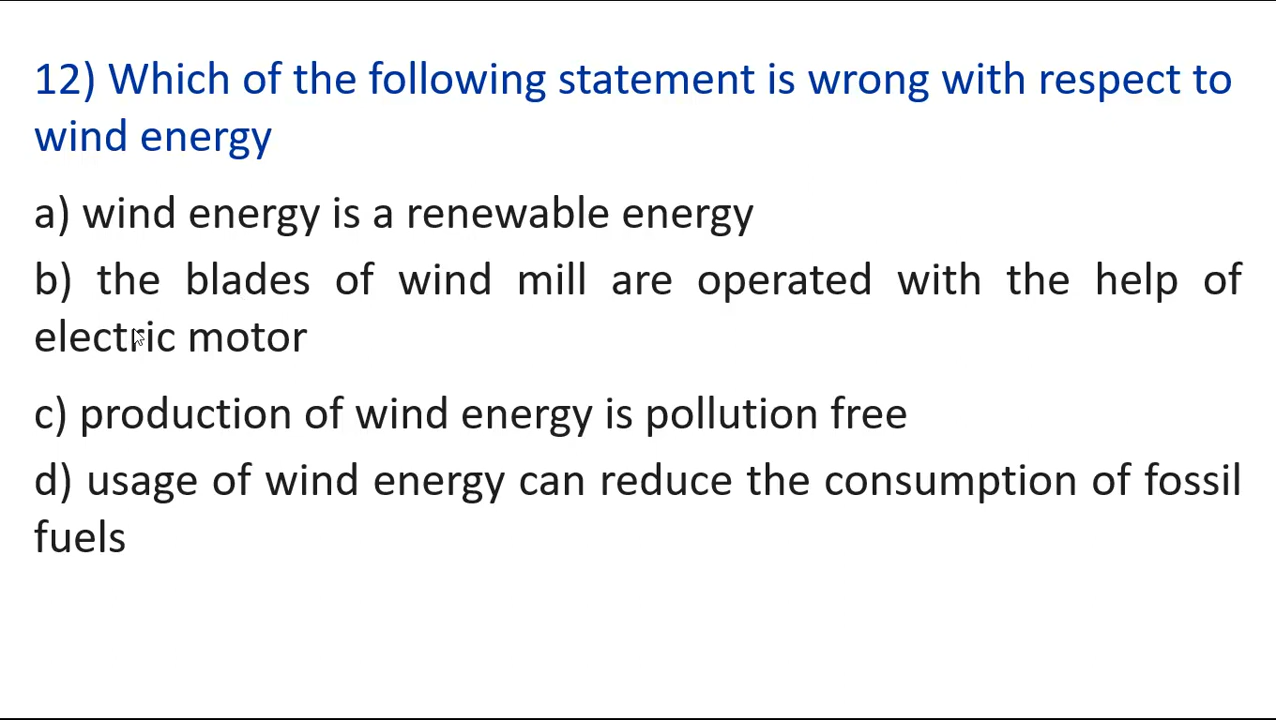 12) Which of the following statement is wrong with respect to
wind energy
a) wind energy is a renewable energy
b) the blades of wind mill are operated with the help of
electric motor
c) production of wind energy is pollution free
d) usage of wind energy can reduce the consumption of fossil
fuels